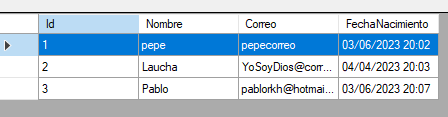 Id Nombre Correo FechaNacimiento
1 pepe pepecorreo 03/06/2023 20:02
2 Laucha YoSoyDios@corr... 04/04/2023 20:03
3 Pablo pablorkh@hotmai... 03/06/2023 20:07